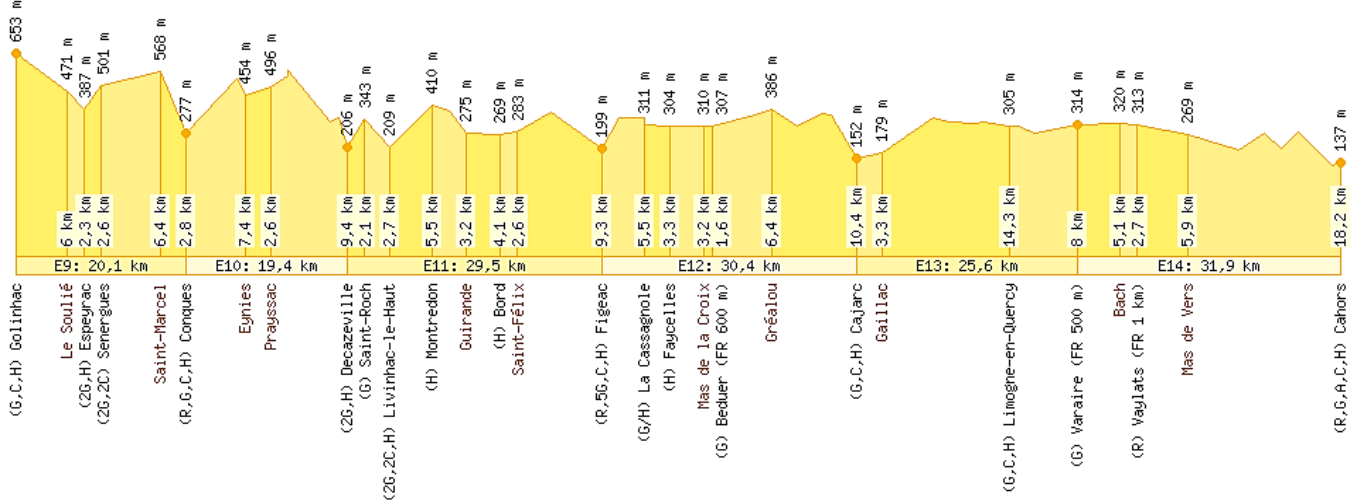 653 m
471 m
387 m
501 m
568 m
277 m
454 m
496 m
206 m
343 m
209 m
410 m
275 m
269 m
283 m
199 m
311 m
304 m
310 m
307 m
386 m
152 m
179 m
305 m
314 m
320 m
313 m
269 m
137 m
6 km
2,3 km
2,6 km
6,4 km
2,8 km
7,4 km
2,6 km
9,4 km
2,1 km
2,7 km
5,5 km
3,2 km
4,1 km
2,6 km
9,3 km
5,5 km
3,3 km
3,2 km
1,6 km
6,4 km
10,4 km
3,3 km
14,3 km
8 km
5,1 km
2,7 km
5,9 km
18,2 km
E9: 20,1 km
E10: 19,4 km
E11: 29,5 km
E12: 30,4 km
E13: 25,6 km
E14: 31,9 km
(G,C,H) Golinhac
Le Soulié
(2G,H) Espeyrac
(2G,2C) Senergues
Saint-Marcel
(R,G,C,H) Conques
Eynies
Prayssac
(2G,H) Decazeville
(G) Saint-Roch
(2G,2C,H) Livinhac-le-Haut
(H) Montredon
Guirande
(H) Bord
Saint-Félix
(R,5G,C,H) Figeac
(G/H) La Cassagnole
(H) Faycelles
Mas de la Croix
(G) Beduer (FR 600 m)
Gréalou
(G,C,H) Cajarc
Gaillac
(G,C,H) Limogne-en-Quercy
(G) Varaire (FR 500 m)
Bach
(R) Vaylats (FR 1 km)
Mas de Vers
(R,G,A,C,H) Cahors